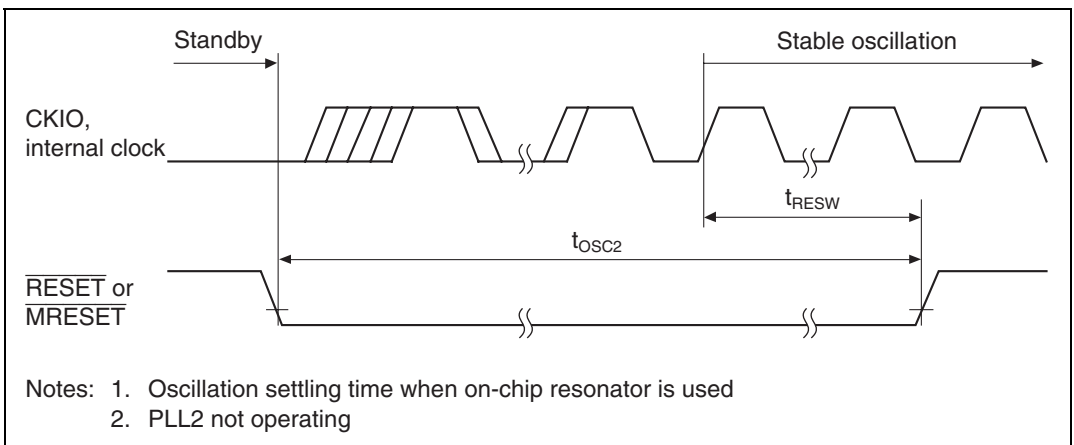 Standby
Stable oscillation
CKIO,
internal clock
tRESW
tOSC2
RESET or
MRESET
Notes: 1. Oscillation settling time when on-chip resonator is used
2. PLL2 not operating